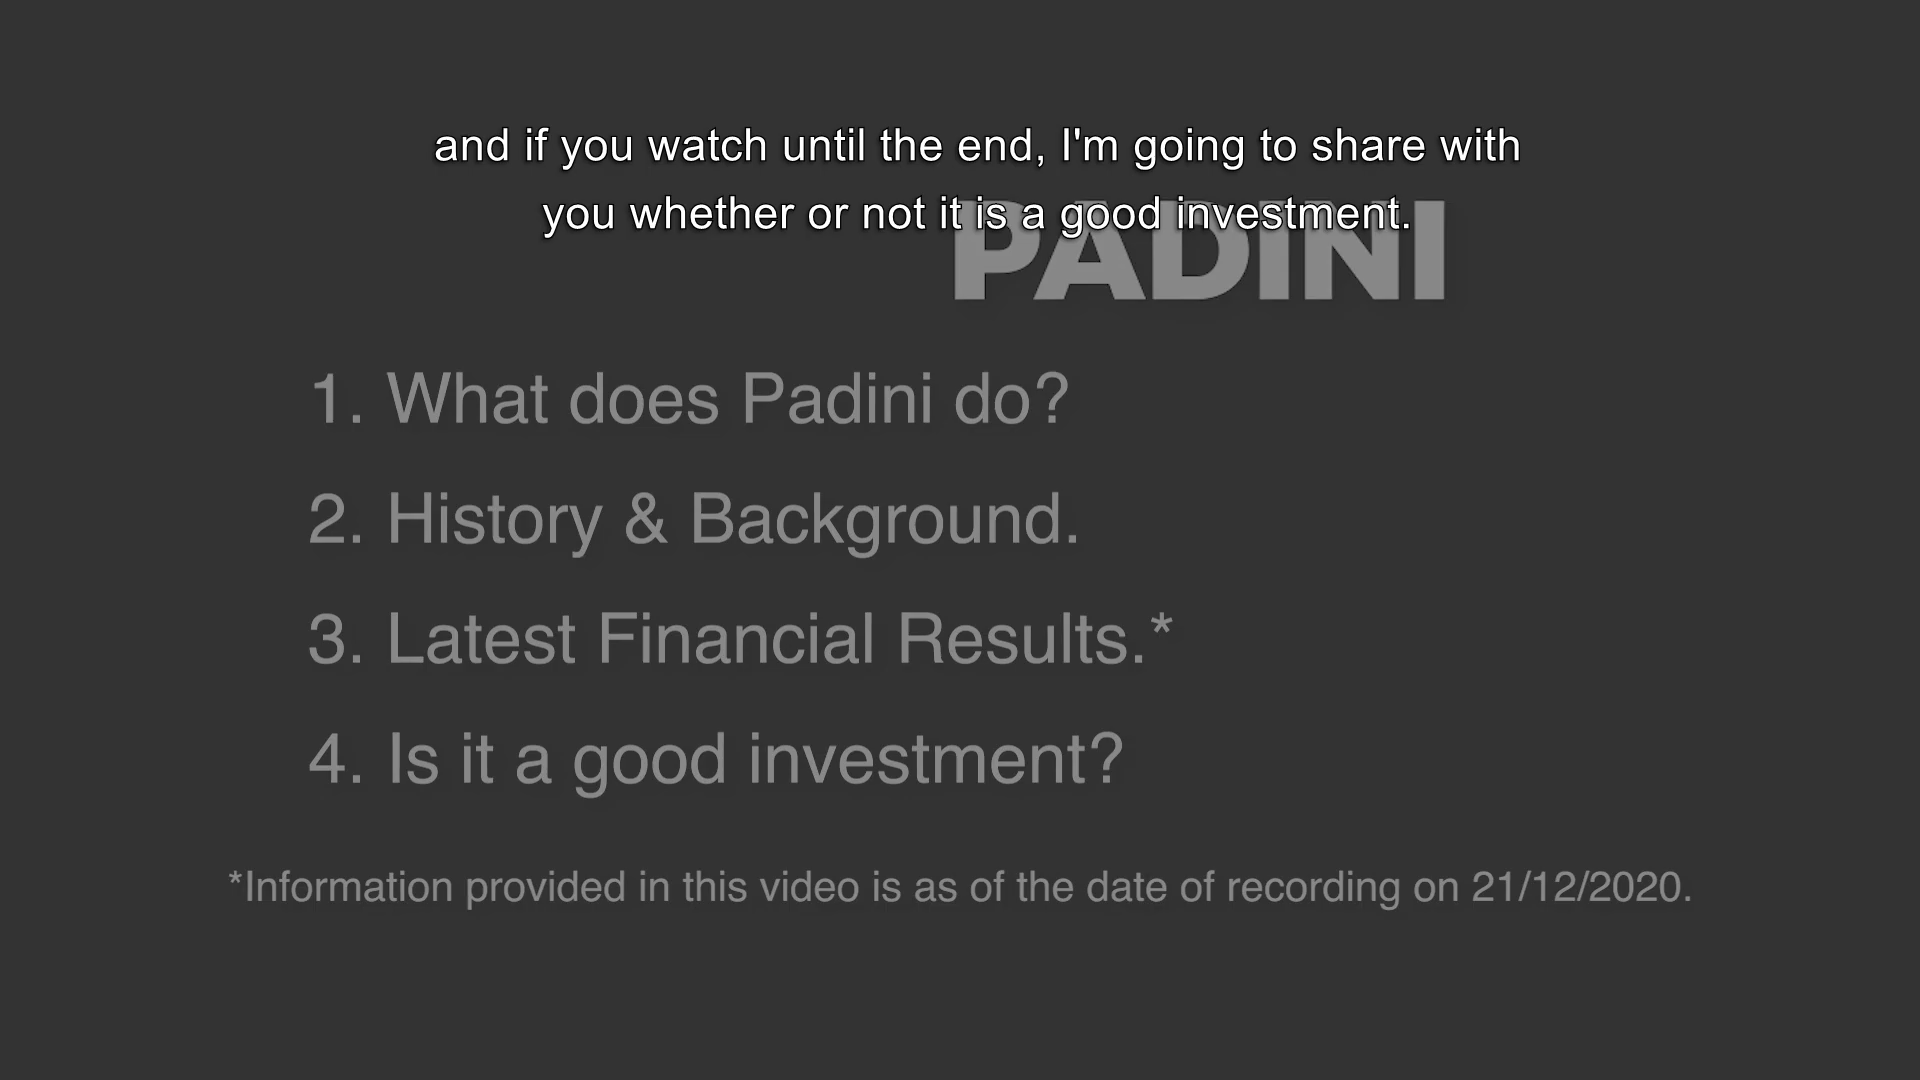 and if you watch until the end, I'm going to share with
you whether or not it is a good investment.
PADINI
1. What does Padini do?
2. History & Background.
3. Latest Financial Results.*
4. Is it a good investment?
*Information provided in this video is as of the date of recording on 21/12/2020.